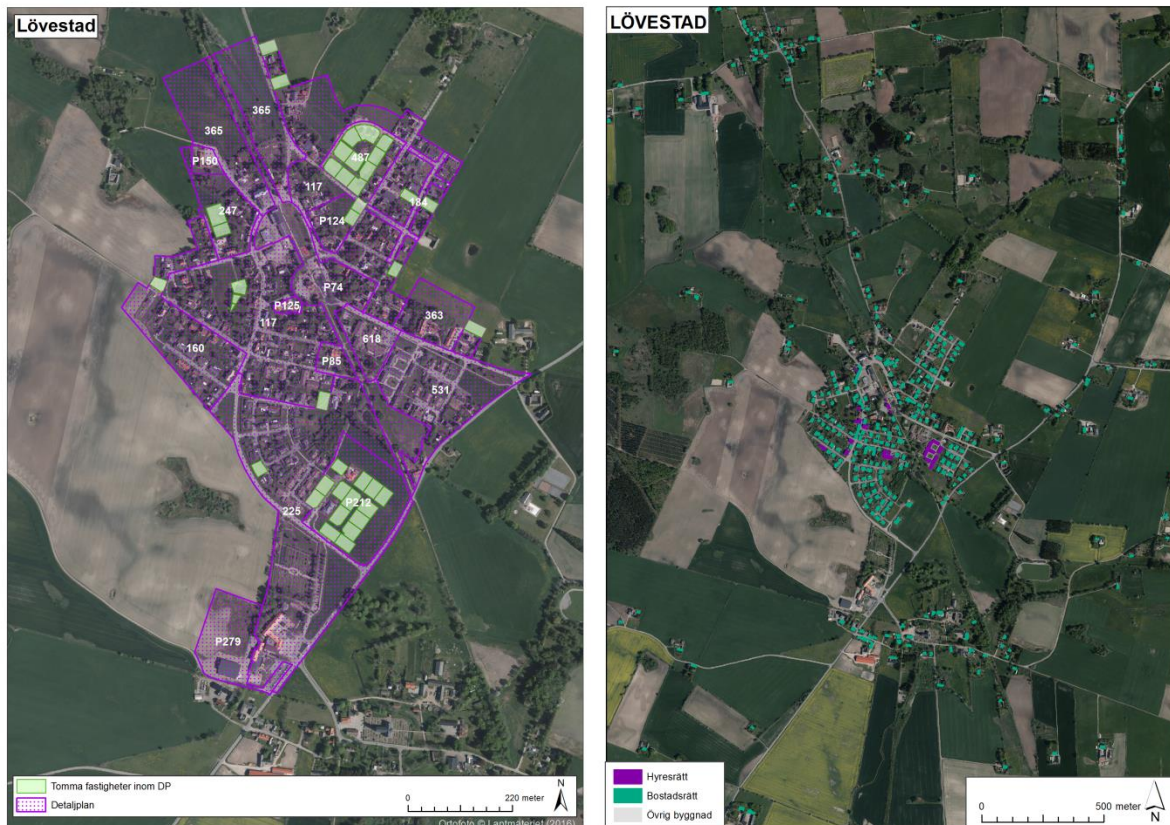 Lövestad
365
365
P150
487
117
247
P124
184
P74
P125
363
117
618
160
P85
531
P212
225
P279
Tomma fastigheter inom DP
Detaljplan
0 220 meter
N
Ortofoto © Lantmäteriet (2016)
LÖVESTAD
Hyresrätt
Bostadsrätt
Övrig byggnad
0 500 meter
N